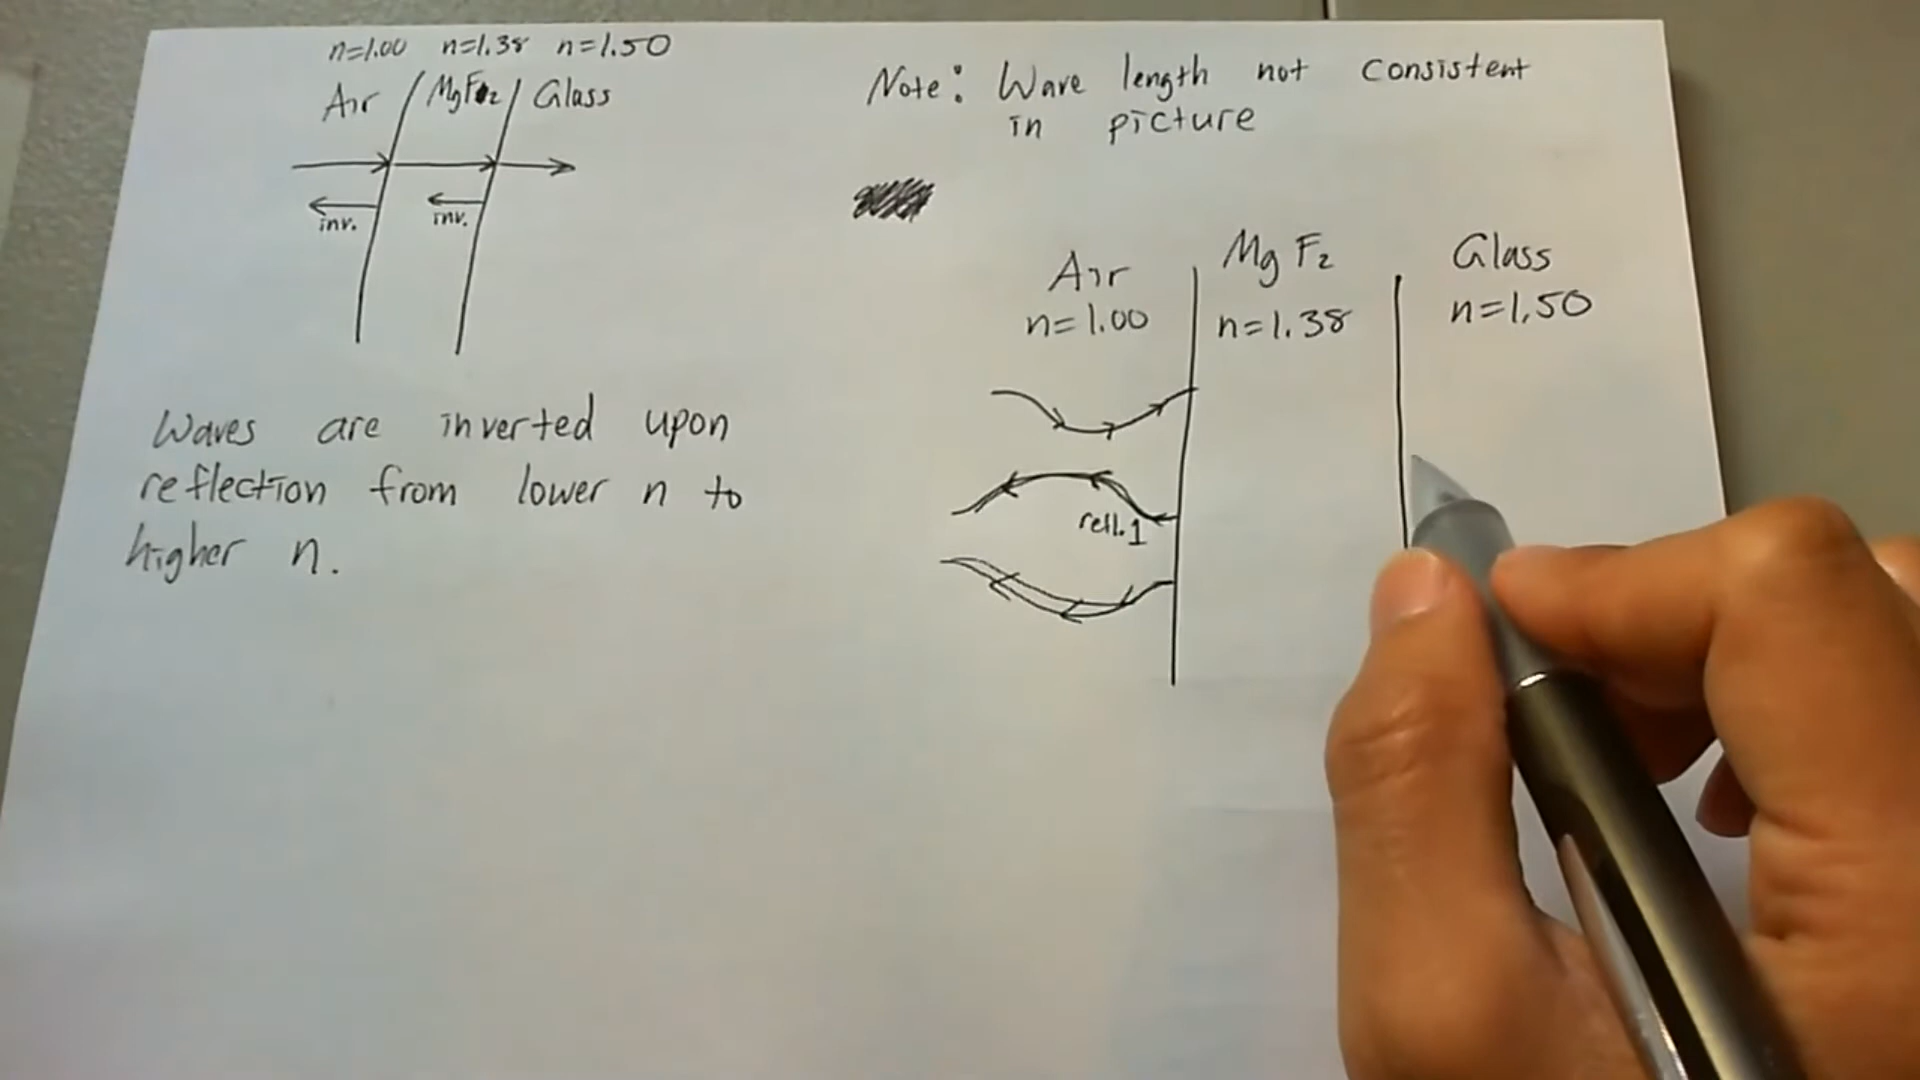 n=1.00 n=1.38 n=1.50
Air MgF2 Glass
inv. inv.
Waves are inverted upon
reflection from lower n to
higher n.
Note: Wave length not consistent
in picture
Air MgF2 Glass
n=1.00 n=1.38 n=1.50
refl.1